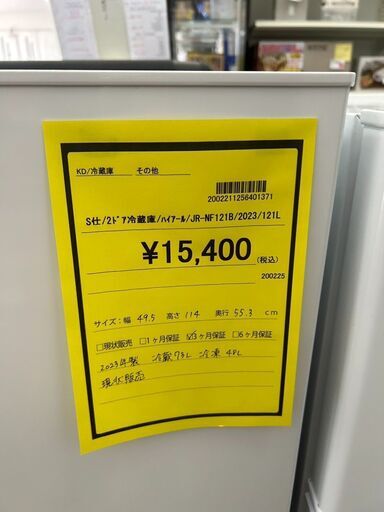 KD/冷蔵庫 その他
2002211256401371
S仕/2ﾄﾞｱ冷蔵庫/ﾊｲｱｰﾙ/JR-NF121B/2023/121L
¥15,400(税込)
200225
サイズ:幅 49.5 高さ 114 奥行 55.3 cm
□現状販売 □1ヶ月保証 ☑3ヶ月保証 □6ヶ月保証
2023年製 冷蔵73L 冷凍48L
現状販売